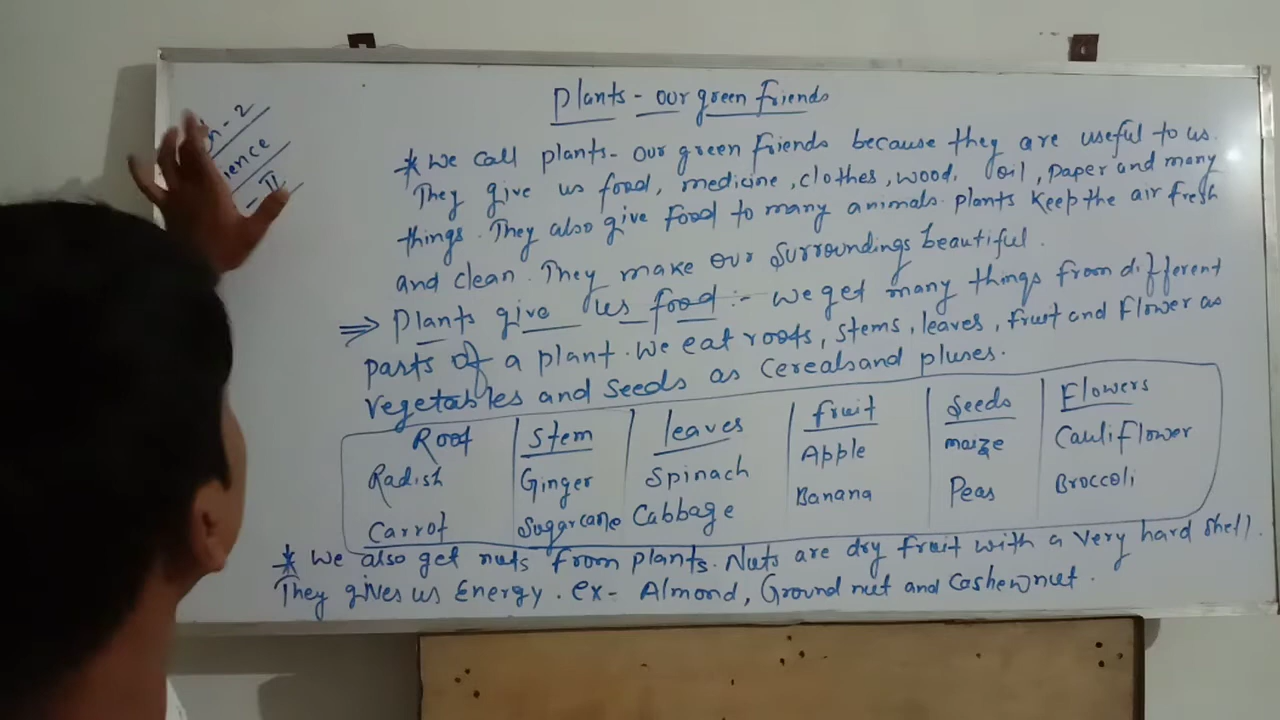 - 2
II
Plants - our green friends
* We call plants - our green friends because they are useful to us.
They give us food, medicine, clothes, wood, oil, paper and many
things. They also give food to many animals. plants keep the air fresh
and clean. They make our surroundings beautiful.
⇒ Plants give us food :- We get many things from different
parts of a plant. We eat roots, stems, leaves, fruit and flower as
vegetables and seeds as cereals and pluses.
Root Stem leaves fruit Seeds Flowers
Radish Ginger Spinach Apple maize Cauliflower
Carrot Sugarcane Cabbage Banana Peas Broccoli
* We also get nuts from plants. Nuts are dry fruit with a very hard shell.
They gives us Energy. ex- Almond, Ground nut and Cashewnut.